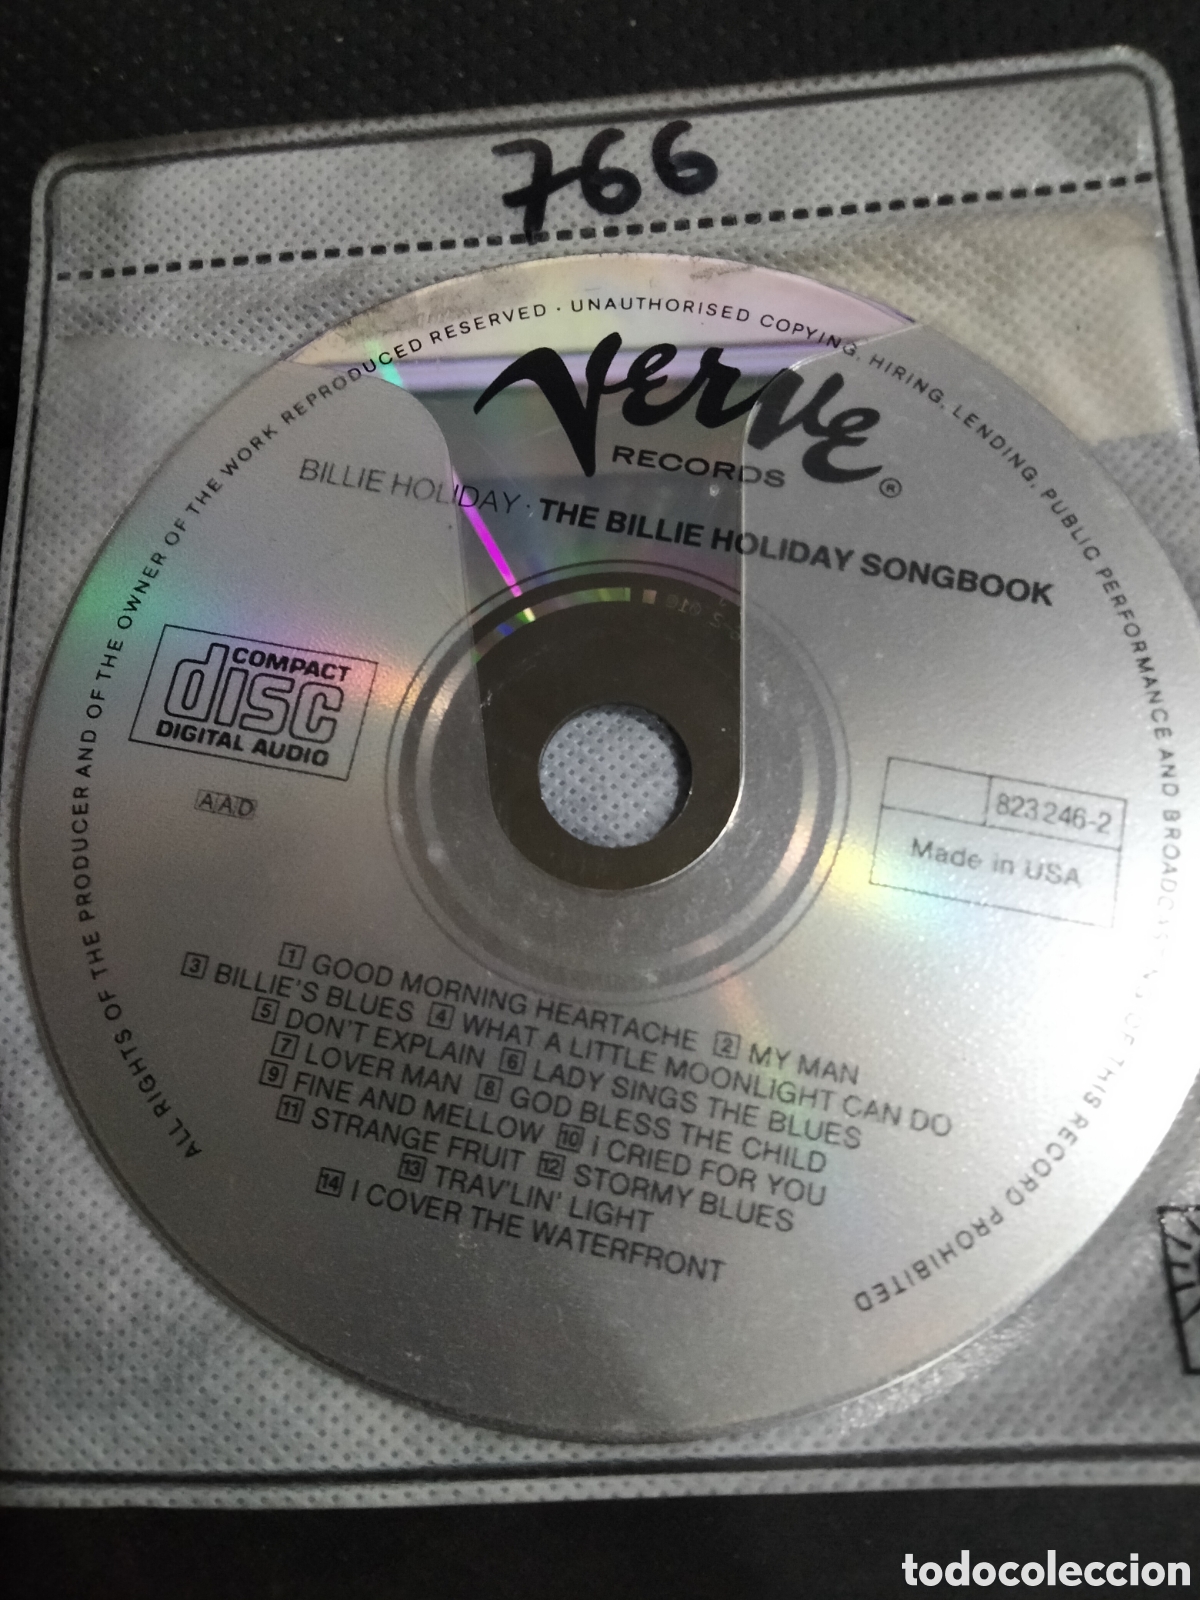 766
ALL RIGHTS OF THE PRODUCER AND OF THE OWNER OF THE WORK REPRODUCED RESERVED · UNAUTHORISED COPYING, HIRING, LENDING, PUBLIC PERFORMANCE AND BROADCAS OF THIS RECORD PROHIBITED
Verve
RECORDS ®
BILLIE HOLIDAY · THE BILLIE HOLIDAY SONGBOOK
COMPACT
disc
DIGITAL AUDIO
AAD
823 246-2
Made in USA
1 GOOD MORNING HEARTACHE 2 MY MAN
3 BILLIE'S BLUES 4 WHAT A LITTLE MOONLIGHT CAN DO
5 DON'T EXPLAIN 6 LADY SINGS THE BLUES
7 LOVER MAN 8 GOD BLESS THE CHILD
9 FINE AND MELLOW 10 i CRIED FOR YOU
11 STRANGE FRUIT 12 STORMY BLUES
13 TRAV'LIN' LIGHT
14 I COVER THE WATERFRONT
todocoleccion